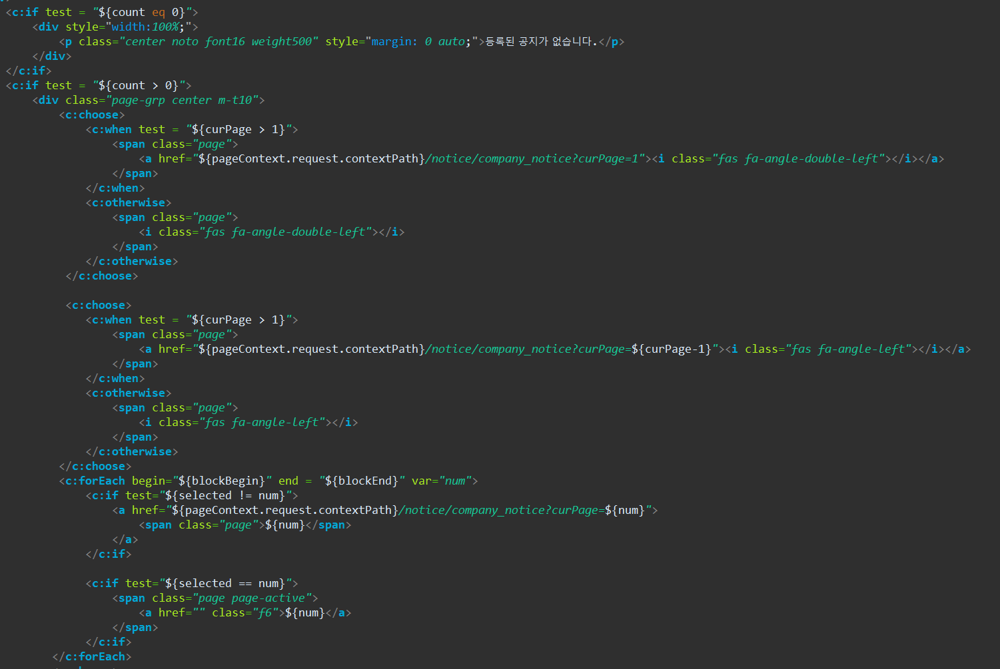 <c:if test = "${count eq 0}">
<div style="width:100%;">
<p class="center noto font16 weight500" style="margin: 0 auto;">등록된 공지가 없습니다.</p>
</div>
</c:if>
<c:if test = "${count > 0}">
<div class="page-grp center m-t10">
<c:choose>
<c:when test = "${curPage > 1}">
<span class="page">
<a href="${pageContext.request.contextPath}/notice/company_notice?curPage=1"><i class="fas fa-angle-double-left"></i></a>
</span>
</c:when>
<c:otherwise>
<span class="page">
<i class="fas fa-angle-double-left"></i>
</span>
</c:otherwise>
</c:choose>
<c:choose>
<c:when test = "${curPage > 1}">
<span class="page">
<a href="${pageContext.request.contextPath}/notice/company_notice?curPage=${curPage-1}"><i class="fas fa-angle-left"></i></a>
</span>
</c:when>
<c:otherwise>
<span class="page">
<i class="fas fa-angle-left"></i>
</span>
</c:otherwise>
</c:choose>
<c:forEach begin="${blockBegin}" end = "${blockEnd}" var="num">
<c:if test="${selected != num}">
<a href="${pageContext.request.contextPath}/notice/company_notice?curPage=${num}">
<span class="page">${num}</span>
</a>
</c:if>
<c:if test="${selected == num}">
<span class="page page-active">
<a href="" class="f6">${num}</a>
</span>
</c:if>
</c:forEach>